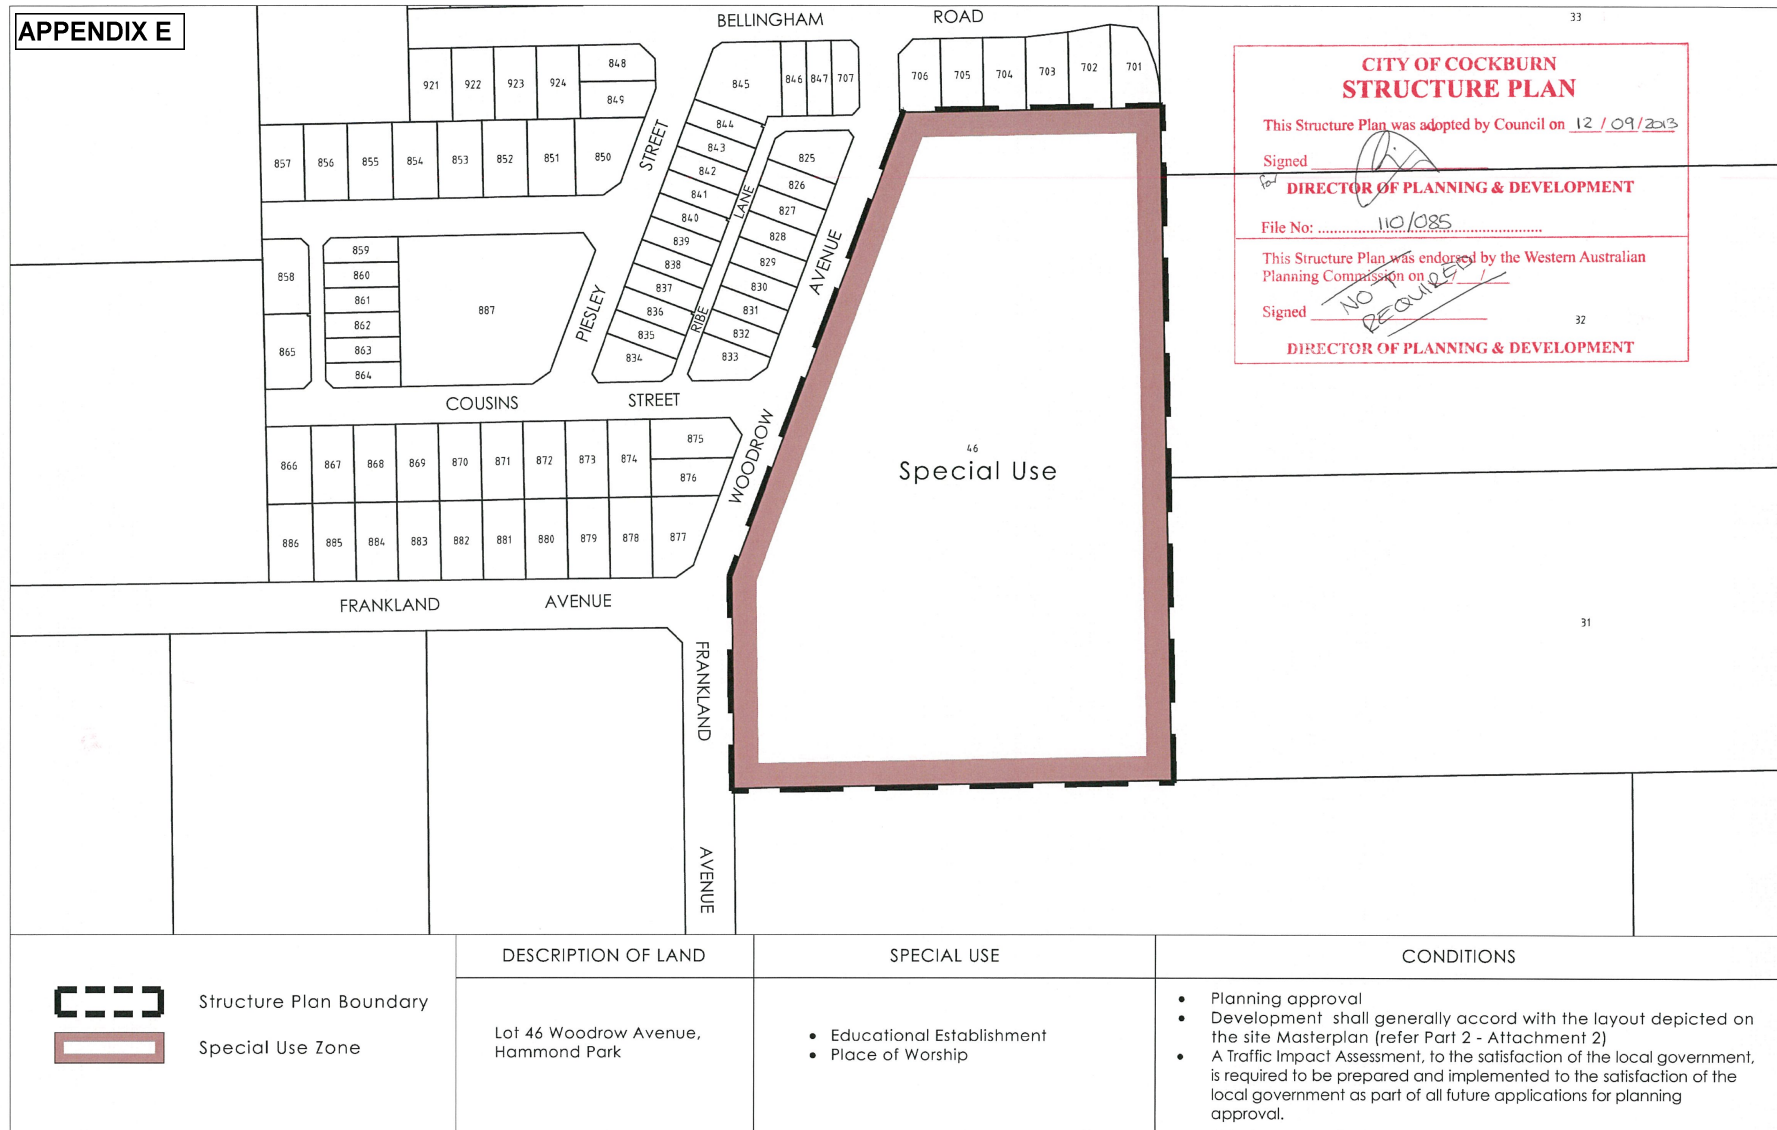 APPENDIX E
BELLINGHAM ROAD
33
921 922 923 924 848
849
845 846 847 707
706 705 704 703 702 701
857 856 855 854 853 852 851 850
STREET
PIESLEY
844
843
842
841
840
839
838
837
836
835
834
LANE
RIBE
825
826
827
828
829
830
831
832
833
AVENUE
WOODROW
858
865
859
860
861
862
863
864
887
COUSINS STREET
866 867 868 869 870 871 872 873 874 875
876
886 885 884 883 882 881 880 879 878 877
FRANKLAND AVENUE
FRANKLAND
AVENUE
46
Special Use
32
31
CITY OF COCKBURN
STRUCTURE PLAN
This Structure Plan was adopted by Council on 12 / 09 / 2013
Signed
for DIRECTOR OF PLANNING & DEVELOPMENT
File No: 110/085
This Structure Plan was endorsed by the Western Australian
Planning Commission on / /
NOT
REQUIRED
Signed
DIRECTOR OF PLANNING & DEVELOPMENT
Structure Plan Boundary
Special Use Zone
DESCRIPTION OF LAND
Lot 46 Woodrow Avenue,
Hammond Park
SPECIAL USE
• Educational Establishment
• Place of Worship
CONDITIONS
• Planning approval
• Development shall generally accord with the layout depicted on
the site Masterplan (refer Part 2 - Attachment 2)
• A Traffic Impact Assessment, to the satisfaction of the local government,
is required to be prepared and implemented to the satisfaction of the
local government as part of all future applications for planning
approval.